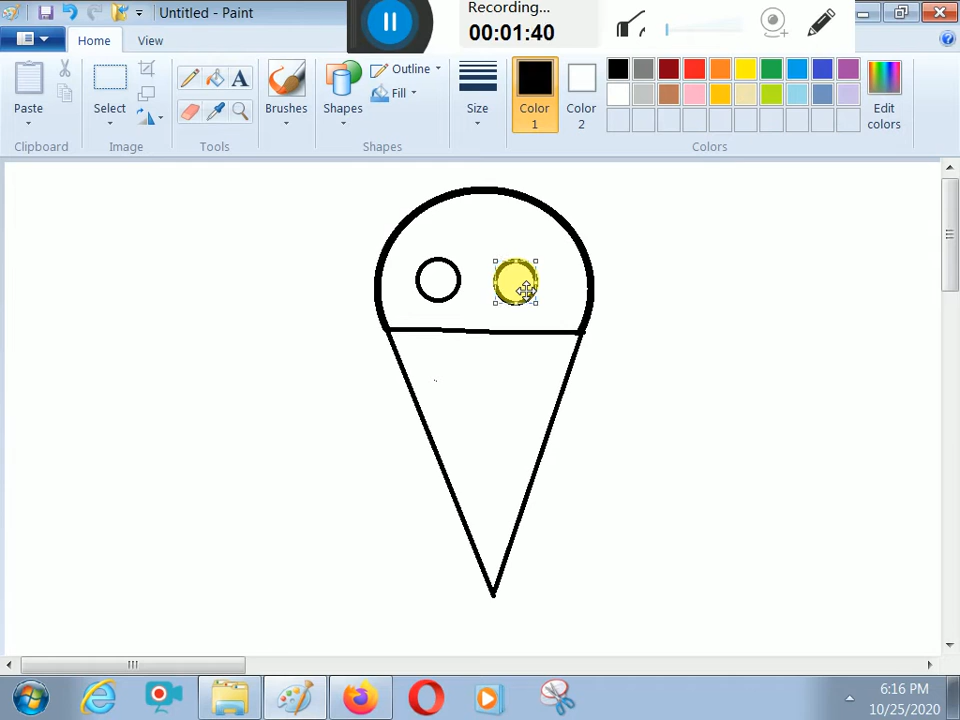 Untitled - Paint
Recording...
00:01:40
Home
View
Paste
Clipboard
Select
Image
A
Tools
Brushes
Shapes
Outline
Fill
Shapes
Size
Color
1
Color
2
Edit
colors
Colors
6:16 PM
10/25/2020